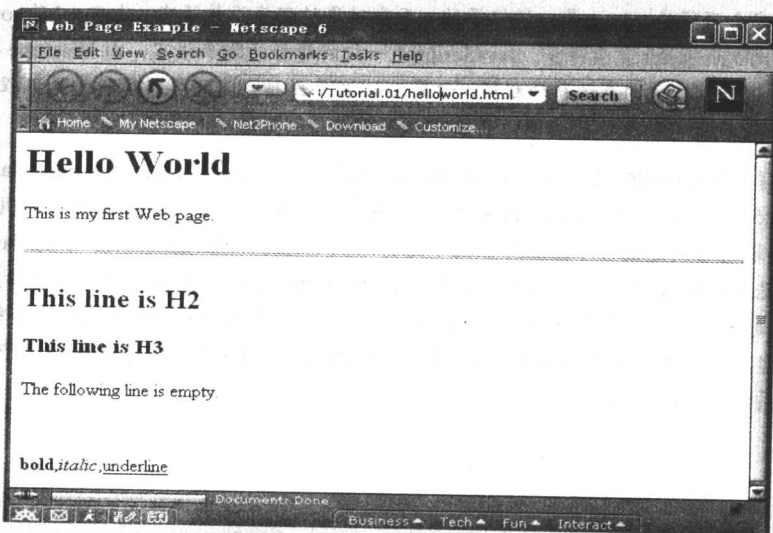 N Web Page Example - Netscape 6
File Edit View Search Go Bookmarks Tasks Help
:/Tutorial.01/helloworld.html Search N
Home My Netscape Net2Phone Download Customize...
Hello World
This is my first Web page.
This line is H2
This line is H3
The following line is empty.
bold,italic,underline
Document: Done
Business Tech Fun Interact